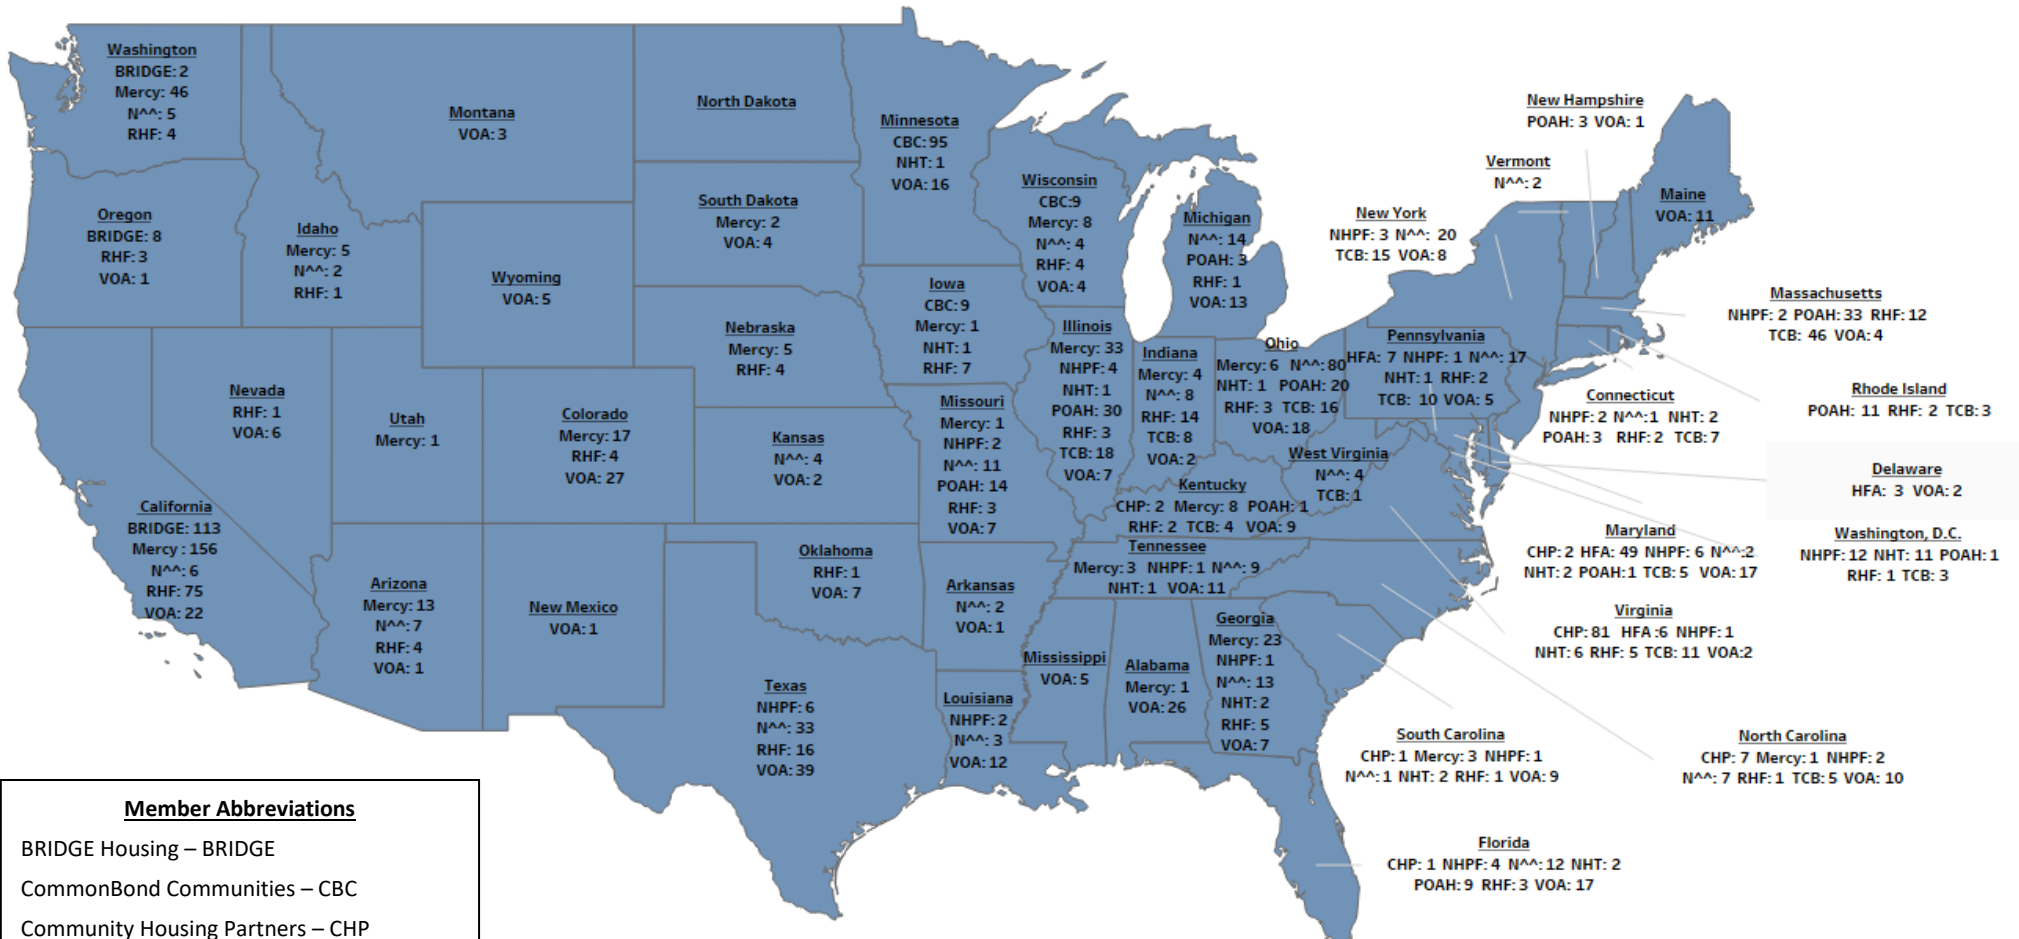 Washington
BRIDGE: 2
Mercy: 46
N^^: 5
RHF: 4
Oregon
BRIDGE: 8
RHF: 3
VOA: 1
Idaho
Mercy: 5
N^^: 2
RHF: 1
Montana
VOA: 3
Wyoming
VOA: 5
North Dakota
South Dakota
Mercy: 2
VOA: 4
Nebraska
Mercy: 5
RHF: 4
Minnesota
CBC: 95
NHT: 1
VOA: 16
Wisconsin
CBC:9
Mercy: 8
N^^: 4
RHF: 4
VOA: 4
Michigan
N^^: 14
POAH: 3
RHF: 1
VOA: 13
Iowa
CBC: 9
Mercy: 1
NHT: 1
RHF: 7
Illinois
Mercy: 33
NHPF: 4
NHT: 1
POAH: 30
RHF: 3
TCB: 18
VOA: 7
Indiana
Mercy: 4
N^^: 8
RHF: 14
TCB: 8
VOA: 2
Ohio
Mercy: 6 N^^: 80
NHT: 1 POAH: 20
RHF: 3 TCB: 16
VOA: 18
Pennsylvania
HFA: 7 NHPF: 1 N^^: 17
NHT: 1 RHF: 2
TCB: 10 VOA: 5
New York
NHPF: 3 N^^: 20
TCB: 15 VOA: 8
Vermont
N^^: 2
New Hampshire
POAH: 3 VOA: 1
Maine
VOA: 11
Massachusetts
NHPF: 2 POAH: 33 RHF: 12
TCB: 46 VOA: 4
Rhode Island
POAH: 11 RHF: 2 TCB: 3
Connecticut
NHPF: 2 N^^:1 NHT: 2
POAH: 3 RHF: 2 TCB: 7
Delaware
HFA: 3 VOA: 2
Washington, D.C.
NHPF: 12 NHT: 11 POAH: 1
RHF: 1 TCB: 3
Maryland
CHP: 2 HFA: 49 NHPF: 6 N^^:2
NHT: 2 POAH:1 TCB: 5 VOA: 17
Virginia
CHP: 81 HFA :6 NHPF: 1
NHT: 6 RHF: 5 TCB: 11 VOA:2
West Virginia
N^^: 4
TCB: 1
Kentucky
CHP: 2 Mercy: 8 POAH: 1
RHF: 2 TCB: 4 VOA: 9
Tennessee
Mercy: 3 NHPF: 1 N^^: 9
NHT: 1 VOA: 11
Nevada
RHF: 1
VOA: 6
Utah
Mercy: 1
Colorado
Mercy: 17
RHF: 4
VOA: 27
Kansas
N^^: 4
VOA: 2
Missouri
Mercy: 1
NHPF: 2
N^^: 11
POAH: 14
RHF: 3
VOA: 7
California
BRIDGE: 113
Mercy : 156
N^^: 6
RHF: 75
VOA: 22
Arizona
Mercy: 13
N^^: 7
RHF: 4
VOA: 1
New Mexico
VOA: 1
Oklahoma
RHF: 1
VOA: 7
Arkansas
N^^: 2
VOA: 1
Texas
NHPF: 6
N^^: 33
RHF: 16
VOA: 39
Louisiana
NHPF: 2
N^^: 3
VOA: 12
Mississippi
VOA: 5
Alabama
Mercy: 1
VOA: 26
Georgia
Mercy: 23
NHPF: 1
N^^: 13
NHT: 2
RHF: 5
VOA: 7
South Carolina
CHP: 1 Mercy: 3 NHPF: 1
N^^: 1 NHT: 2 RHF: 1 VOA: 9
North Carolina
CHP: 7 Mercy: 1 NHPF: 2
N^^: 7 RHF: 1 TCB: 5 VOA: 10
Florida
CHP: 1 NHPF: 4 N^^: 12 NHT: 2
POAH: 9 RHF: 3 VOA: 17
Member Abbreviations
BRIDGE Housing – BRIDGE
CommonBond Communities – CBC
Community Housing Partners – CHP